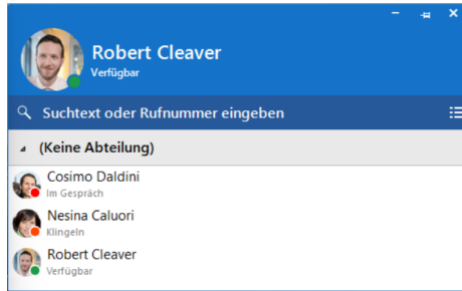 Robert Cleaver
Verfügbar
Suchtext oder Rufnummer eingeben
(Keine Abteilung)
Cosimo Daldini
Im Gespräch
Nesina Caluori
Klingeln
Robert Cleaver
Verfügbar